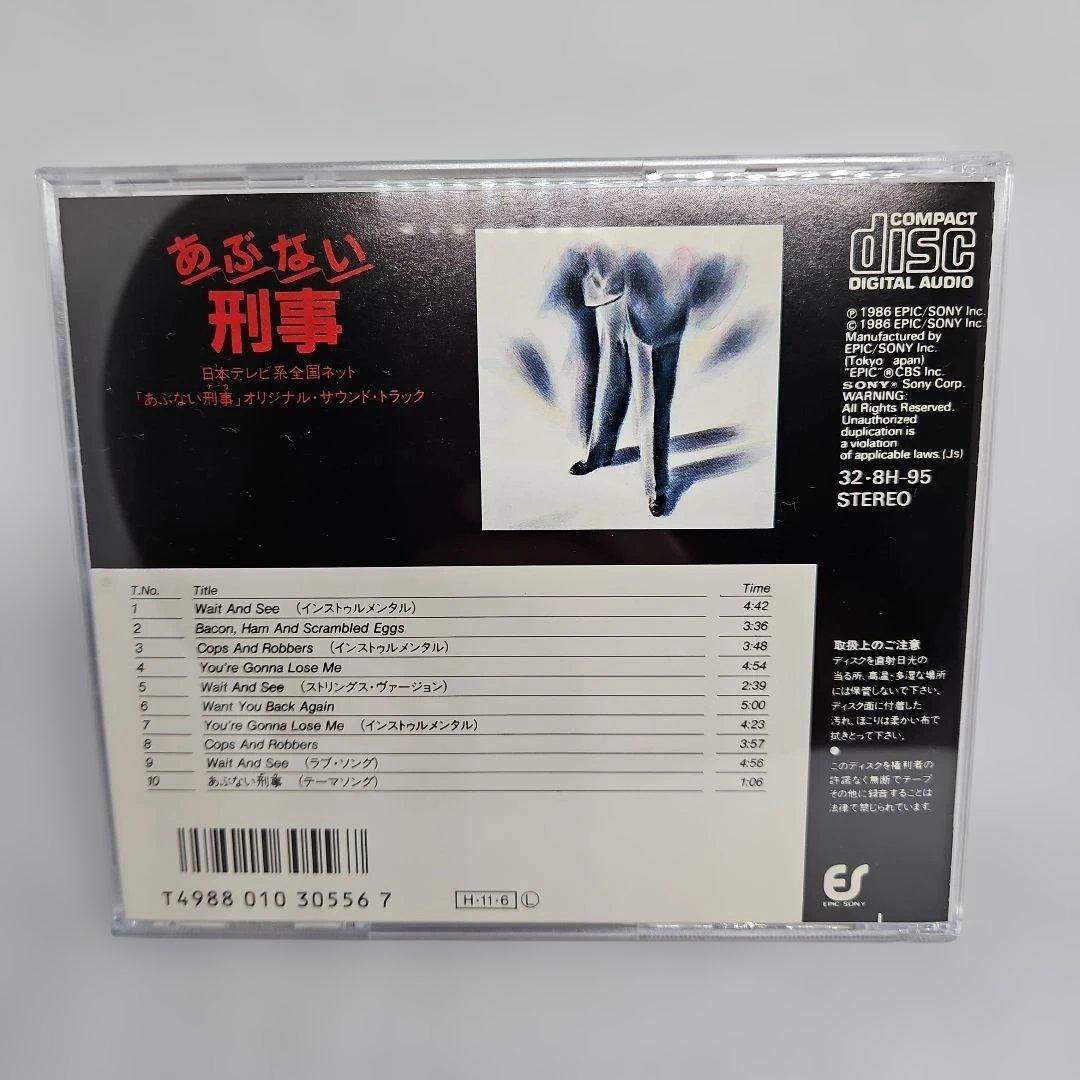 あぶない
刑事
日本テレビ系全国ネット
デーカ
「あぶない刑事」オリジナル・サウンド・トラック
COMPACT
disc
DIGITAL AUDIO
℗ 1986 EPIC/SONY Inc.
© 1986 EPIC/SONY Inc.
Manufactured by
EPIC/SONY Inc.
(Tokyo apan)
"EPIC"® CBS Inc.
SONY® Sony Corp.
WARNING:
All Rights Reserved.
Unauthorized
duplication is
a violation
of applicable laws. (Js)
32・8H-95
STEREO
T.No. Title Time
1 Wait And See (インストゥルメンタル) 4:42
2 Bacon, Ham And Scrambled Eggs 3:36
3 Cops And Robbers (インストゥルメンタル) 3:48
4 You're Gonna Lose Me 4:54
5 Wait And See (ストリングス・ヴァージョン) 2:39
6 Want You Back Again 5:00
7 You're Gonna Lose Me (インストゥルメンタル) 4:23
8 Cops And Robbers 3:57
9 Wait And See (ラブ・ソング) 4:56
10 あぶない刑事 (テーマソング) 1:06
取扱上のご注意
ディスクを直射日光の
当る所、高温・多湿な場所
には保管しないで下さい。
ディスク面に付着した
汚れ、ほこりは柔かい布で
拭きとって下さい。
●
このディスクを権利者の
許諾なく無断でテープ
その他に録音することは
法律で禁じられています。
T4988 010 30556 7
H・11・6 Ⓛ
ES
EPIC SONY